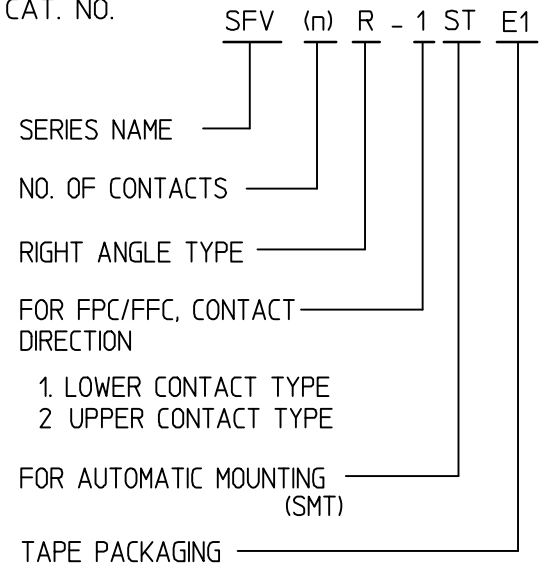 CAT. NO.
SFV (n) R - 1 ST E1
SERIES NAME
NO. OF CONTACTS
RIGHT ANGLE TYPE
FOR FPC/FFC, CONTACT
DIRECTION
1. LOWER CONTACT TYPE
2 UPPER CONTACT TYPE
FOR AUTOMATIC MOUNTING
(SMT)
TAPE PACKAGING